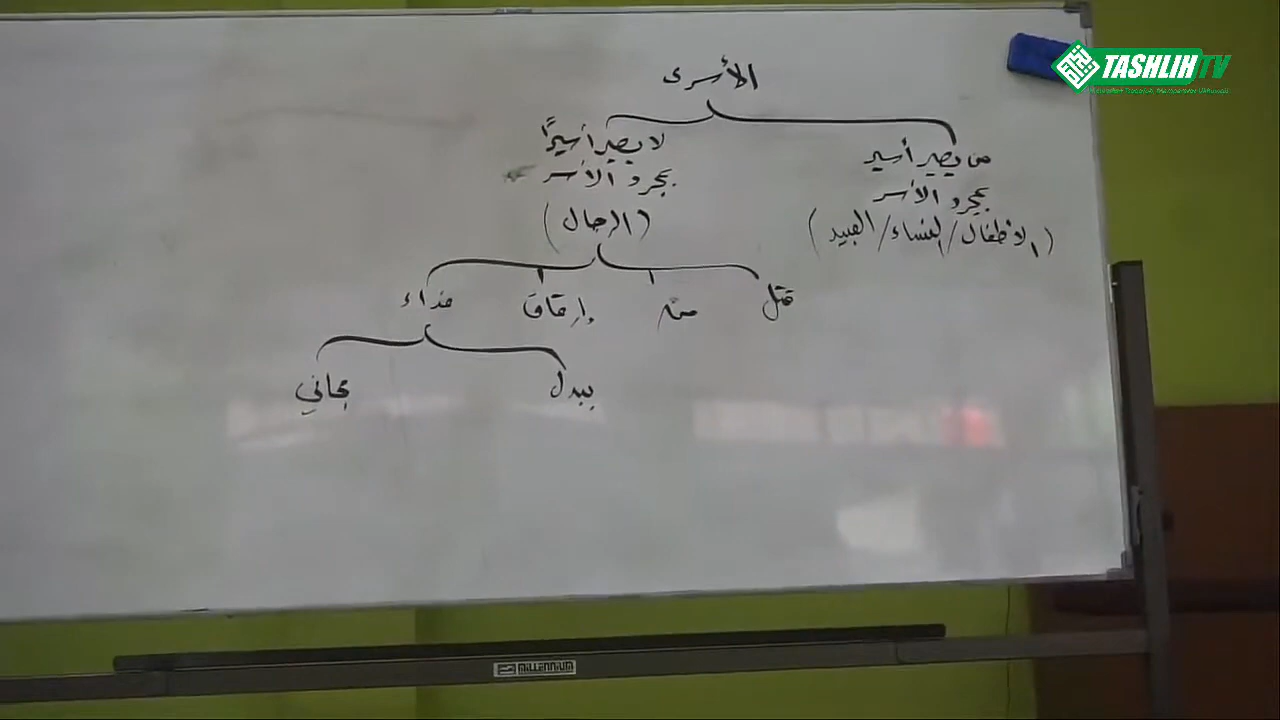 الأسرى
من يصير أسير
بمجرد الأسر
(الأطفال/النساء/العبيد)
لا يصير أسيرًا
بمجرد الأسر
(الرجال)
قتل
منّ
إرقاق
فداء
ببدل
مجاني
TASHLIH TV
MILLENNIUM